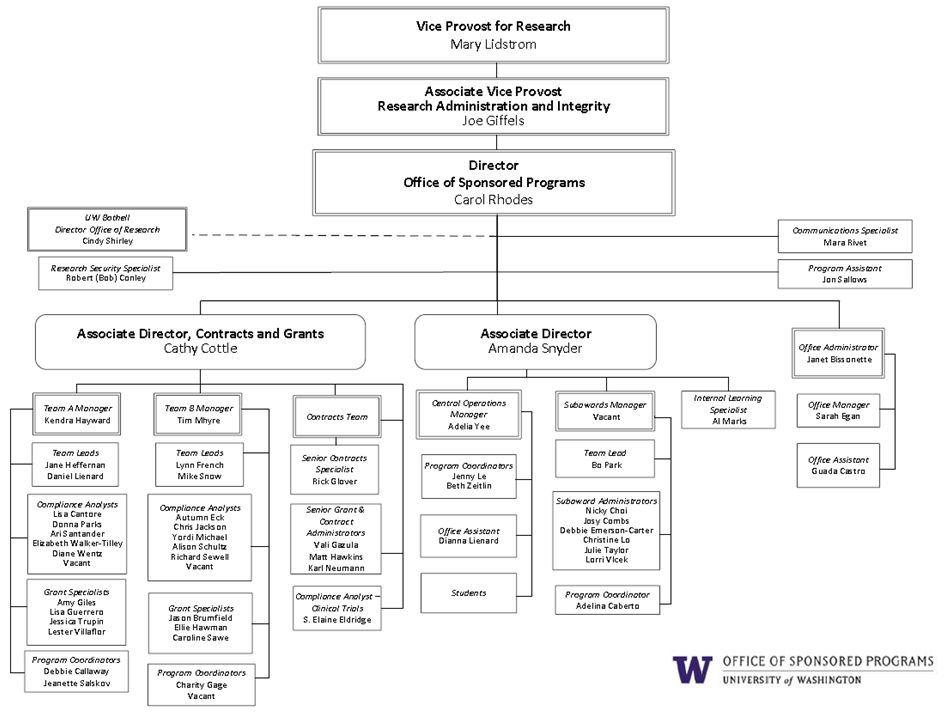 Vice Provost for Research
Mary Lidstrom
Associate Vice Provost
Research Administration and Integrity
Joe Giffels
Director
Office of Sponsored Programs
Carol Rhodes
UW Bothell
Director Office of Research
Cindy Shirley
Communications Specialist
Mara Rivet
Research Security Specialist
Robert (Bob) Conley
Program Assistant
Jon Sallows
Associate Director, Contracts and Grants
Cathy Cottle
Associate Director
Amanda Snyder
Office Administrator
Janet Bissonette
Office Manager
Sarah Egan
Office Assistant
Guada Castro
Team A Manager
Kendra Hayward
Team Leads
Jane Heffernan
Daniel Lienard
Compliance Analysts
Lisa Cantore
Donna Parks
Ari Santander
Elizabeth Walker-Tilley
Diane Wentz
Vacant
Grant Specialists
Amy Giles
Lisa Guerrero
Jessica Trupin
Lester Villaflor
Program Coordinators
Debbie Callaway
Jeanette Salskov
Team B Manager
Tim Mhyre
Team Leads
Lynn French
Mike Snow
Compliance Analysts
Autumn Eck
Chris Jackson
Yordi Michael
Alison Schultz
Richard Sewell
Vacant
Grant Specialists
Jason Brumfield
Ellie Hawman
Caroline Sawe
Program Coordinators
Charity Gage
Vacant
Contracts Team
Senior Contracts
Specialist
Rick Glover
Senior Grant &
Contract
Administrators
Vali Gazula
Matt Hawkins
Karl Neumann
Compliance Analyst –
Clinical Trials
S. Elaine Eldridge
Central Operations
Manager
Adelia Yee
Program Coordinators
Jenny Le
Beth Zeitlin
Office Assistant
Dianna Lienard
Students
Subawards Manager
Vacant
Team Lead
Bo Park
Subaward Administrators
Nicky Choi
Josy Combs
Debbie Emerson-Carter
Christine Lo
Julie Taylor
Lorri Vlcek
Program Coordinator
Adelina Caberto
Internal Learning
Specialist
Al Marks
W
OFFICE OF SPONSORED PROGRAMS
UNIVERSITY of WASHINGTON